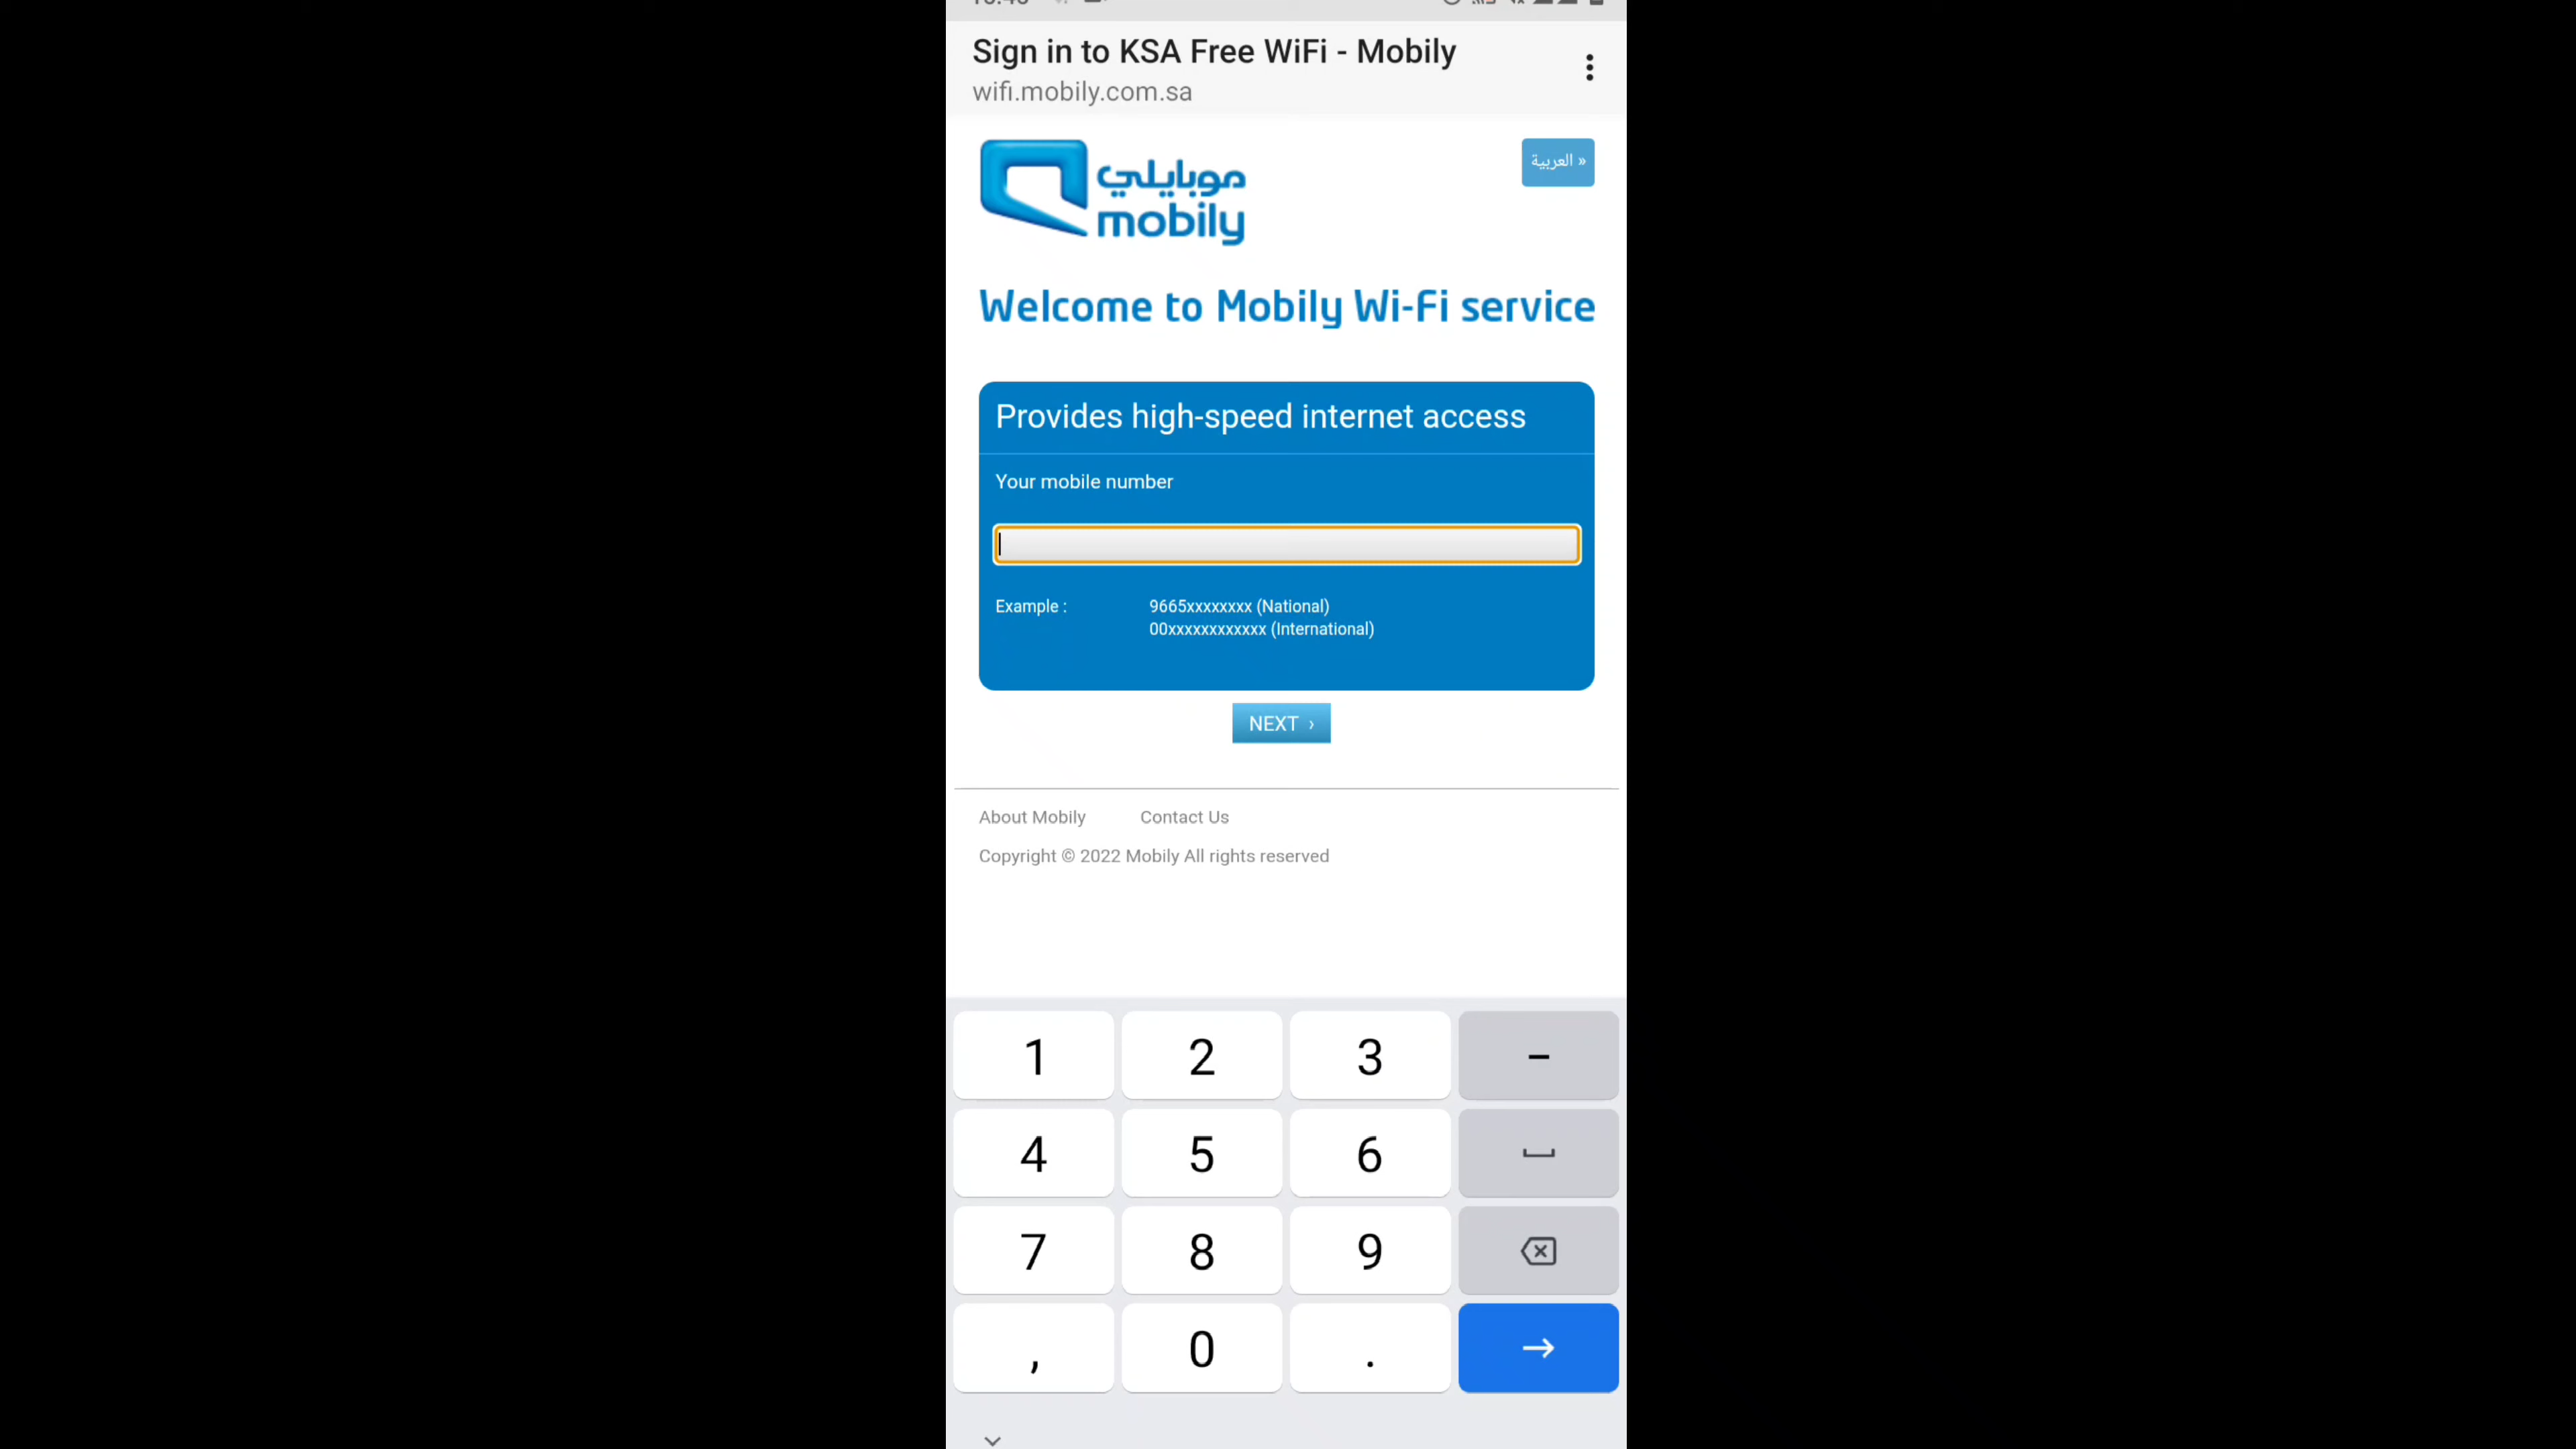 Sign in to KSA Free WiFi - Mobily
wifi.mobily.com.sa
موبايلي
mobily
العربية »
Welcome to Mobily Wi-Fi service
Provides high-speed internet access
Your mobile number
Example : 9665xxxxxxxx (National)
00xxxxxxxxxxxx (International)
NEXT ›
About Mobily Contact Us
Copyright © 2022 Mobily All rights reserved
1 2 3 –
4 5 6
7 8 9
, 0 .